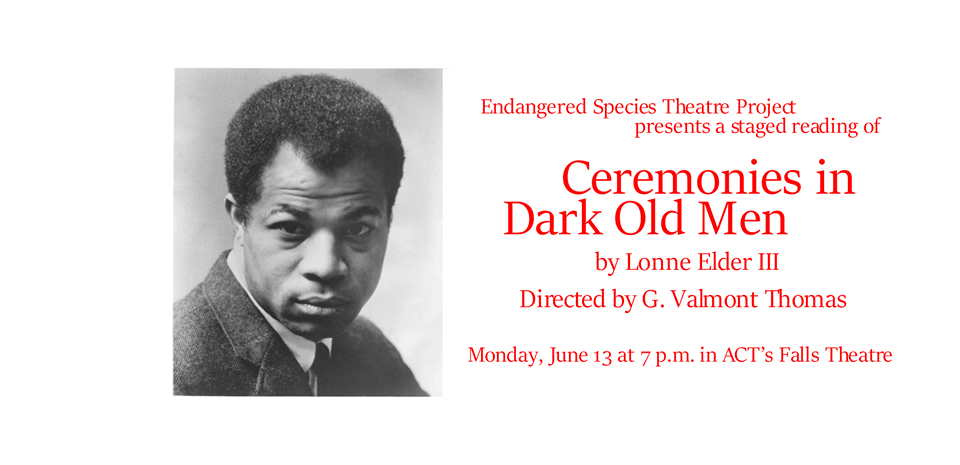 Endangered Species Theatre Project
presents a staged reading of
Ceremonies in
Dark Old Men
by Lonne Elder III
Directed by G. Valmont Thomas
Monday, June 13 at 7 p.m. in ACT’s Falls Theatre